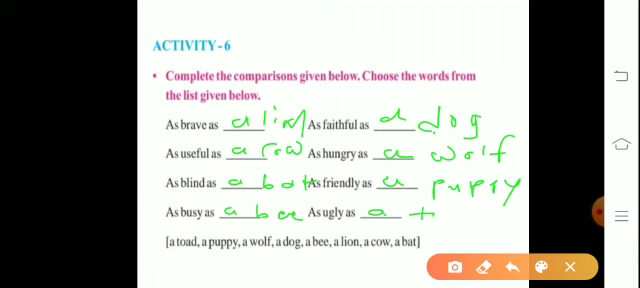 ACTIVITY-6
• Complete the comparisons given below. Choose the words from
the list given below.
As brave as a lion As faithful as a dog
As useful as a cow As hungry as a wolf
As blind as a bat As friendly as a puppy
As busy as a bee As ugly as a t
[a toad, a puppy, a wolf, a dog, a bee, a lion, a cow, a bat]